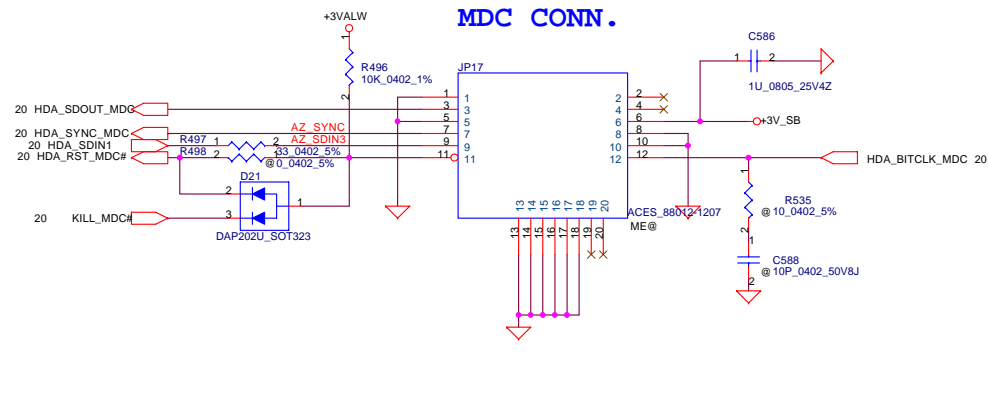 MDC CONN.
+3VALW
1
R496
10K_0402_1%
2
C586
1
2
1U_0805_25V4Z
JP17
20 HDA_SDOUT_MDC
20 HDA_SYNC_MDC
20 HDA_SDIN1
20 HDA_RST_MDC#
AZ_SYNC
AZ_SDIN3
R497
1
2
33_0402_5%
R498
2
1
@0_0402_5%
1
3
5
7
9
11
1
3
5
7
9
11
2
4
6
8
10
12
2
4
6
8
10
12
+3V_SB
HDA_BITCLK_MDC 20
D21
2
3
1
DAP202U_SOT323
20 KILL_MDC#
13
14
15
16
17
18
19
20
13
14
15
16
17
18
19
20
ACES_88012-1207
ME@
1
R535
@10_0402_5%
2
1
C588
@10P_0402_50V8J
2